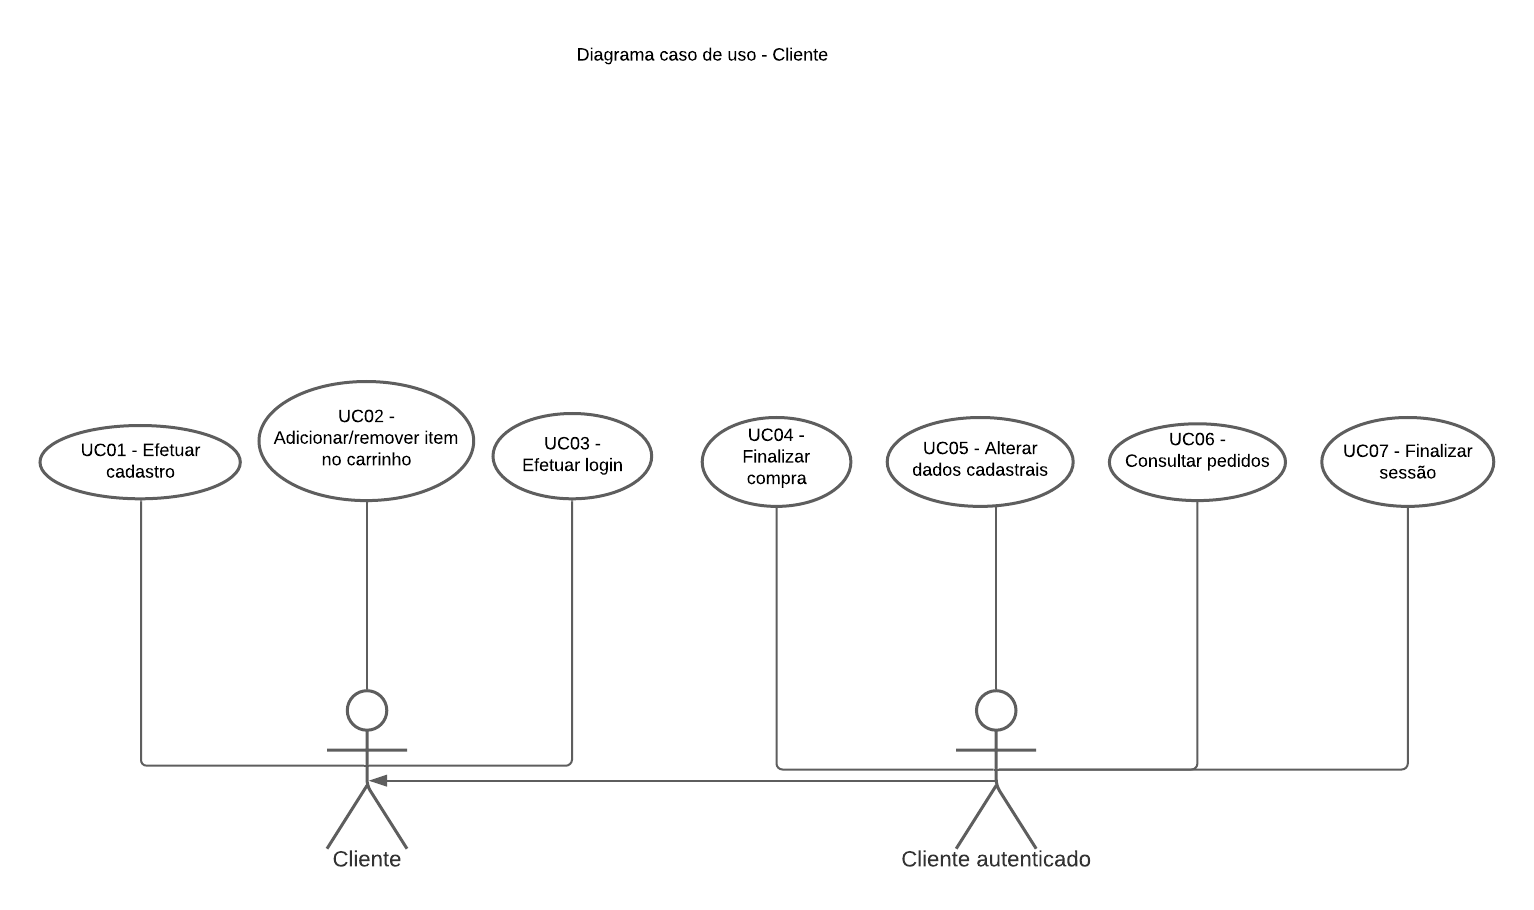 Diagrama caso de uso - Cliente
UC01 - Efetuar
cadastro
UC02 -
Adicionar/remover item
no carrinho
UC03 -
Efetuar login
UC04 -
Finalizar
compra
UC05 - Alterar
dados cadastrais
UC06 -
Consultar pedidos
UC07 - Finalizar
sessão
Cliente
Cliente autenticado